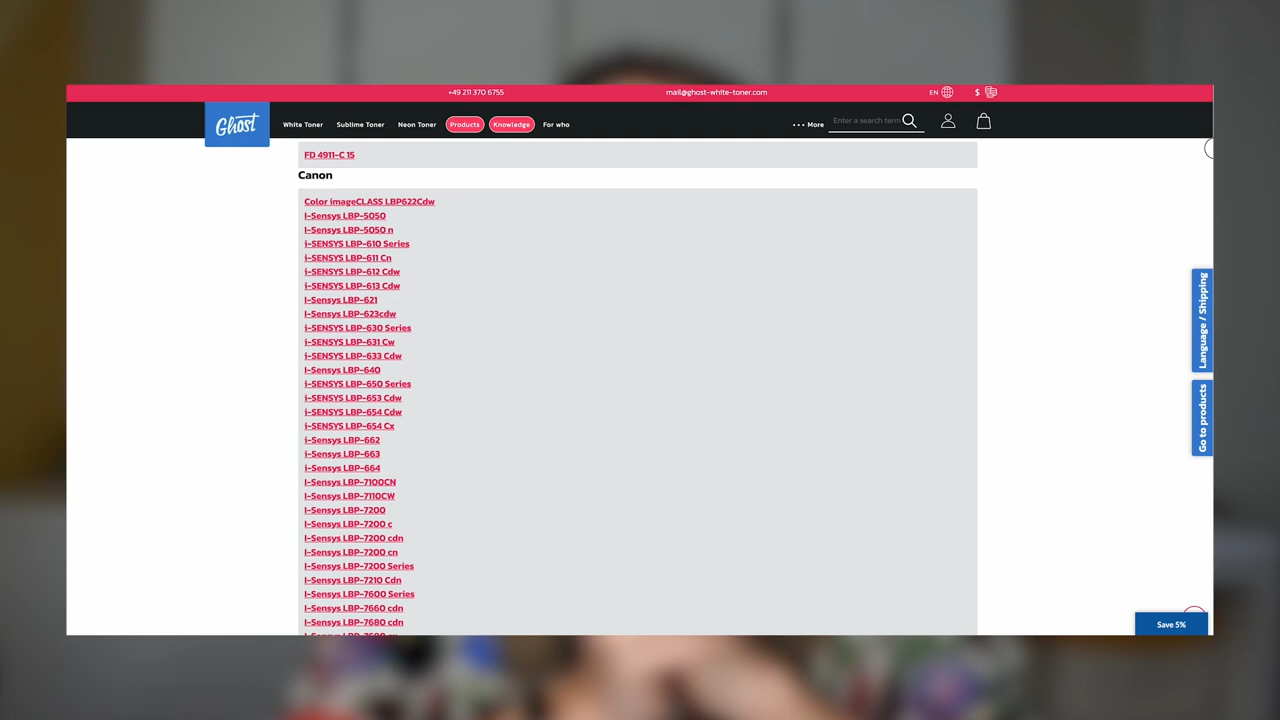 +49 211 370 6755
mail@ghost-white-toner.com
EN
$
Ghost
White Toner
Sublime Toner
Neon Toner
Products
Knowledge
For who
••• More
Enter a search term
FD 4911-C 15
Canon
Color imageCLASS LBP622Cdw
I-Sensys LBP-5050
I-Sensys LBP-5050 n
i-SENSYS LBP-610 Series
i-SENSYS LBP-611 Cn
i-SENSYS LBP-612 Cdw
i-SENSYS LBP-613 Cdw
I-Sensys LBP-621
I-Sensys LBP-623cdw
i-SENSYS LBP-630 Series
i-SENSYS LBP-631 Cw
i-SENSYS LBP-633 Cdw
I-Sensys LBP-640
i-SENSYS LBP-650 Series
i-SENSYS LBP-653 Cdw
i-SENSYS LBP-654 Cdw
i-SENSYS LBP-654 Cx
i-Sensys LBP-662
i-Sensys LBP-663
i-Sensys LBP-664
I-Sensys LBP-7100CN
I-Sensys LBP-7110CW
I-Sensys LBP-7200
I-Sensys LBP-7200 c
I-Sensys LBP-7200 cdn
I-Sensys LBP-7200 cn
I-Sensys LBP-7200 Series
I-Sensys LBP-7210 Cdn
I-Sensys LBP-7600 Series
I-Sensys LBP-7660 cdn
I-Sensys LBP-7680 cdn
Language / Shipping
Go to products
Save 5%